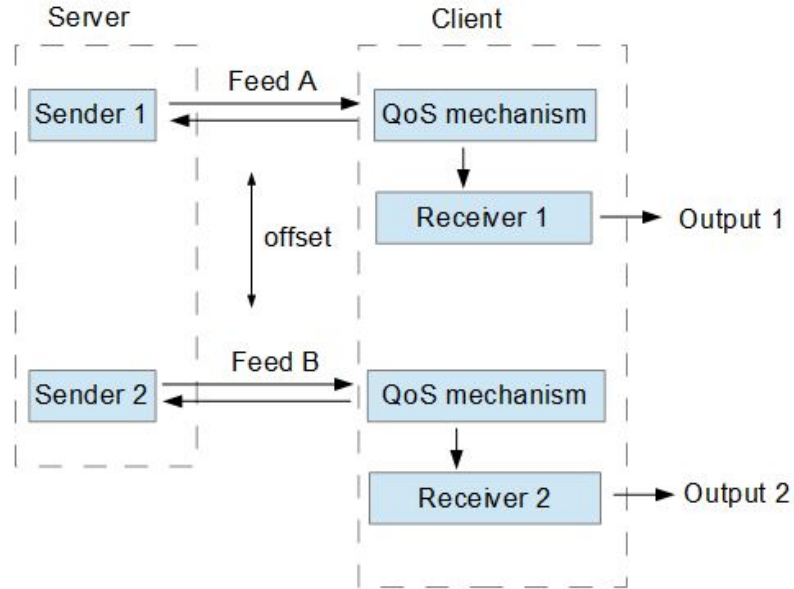 Server
Client
Feed A
Sender 1
QoS mechanism
Receiver 1
Output 1
offset
Feed B
Sender 2
QoS mechanism
Receiver 2
Output 2